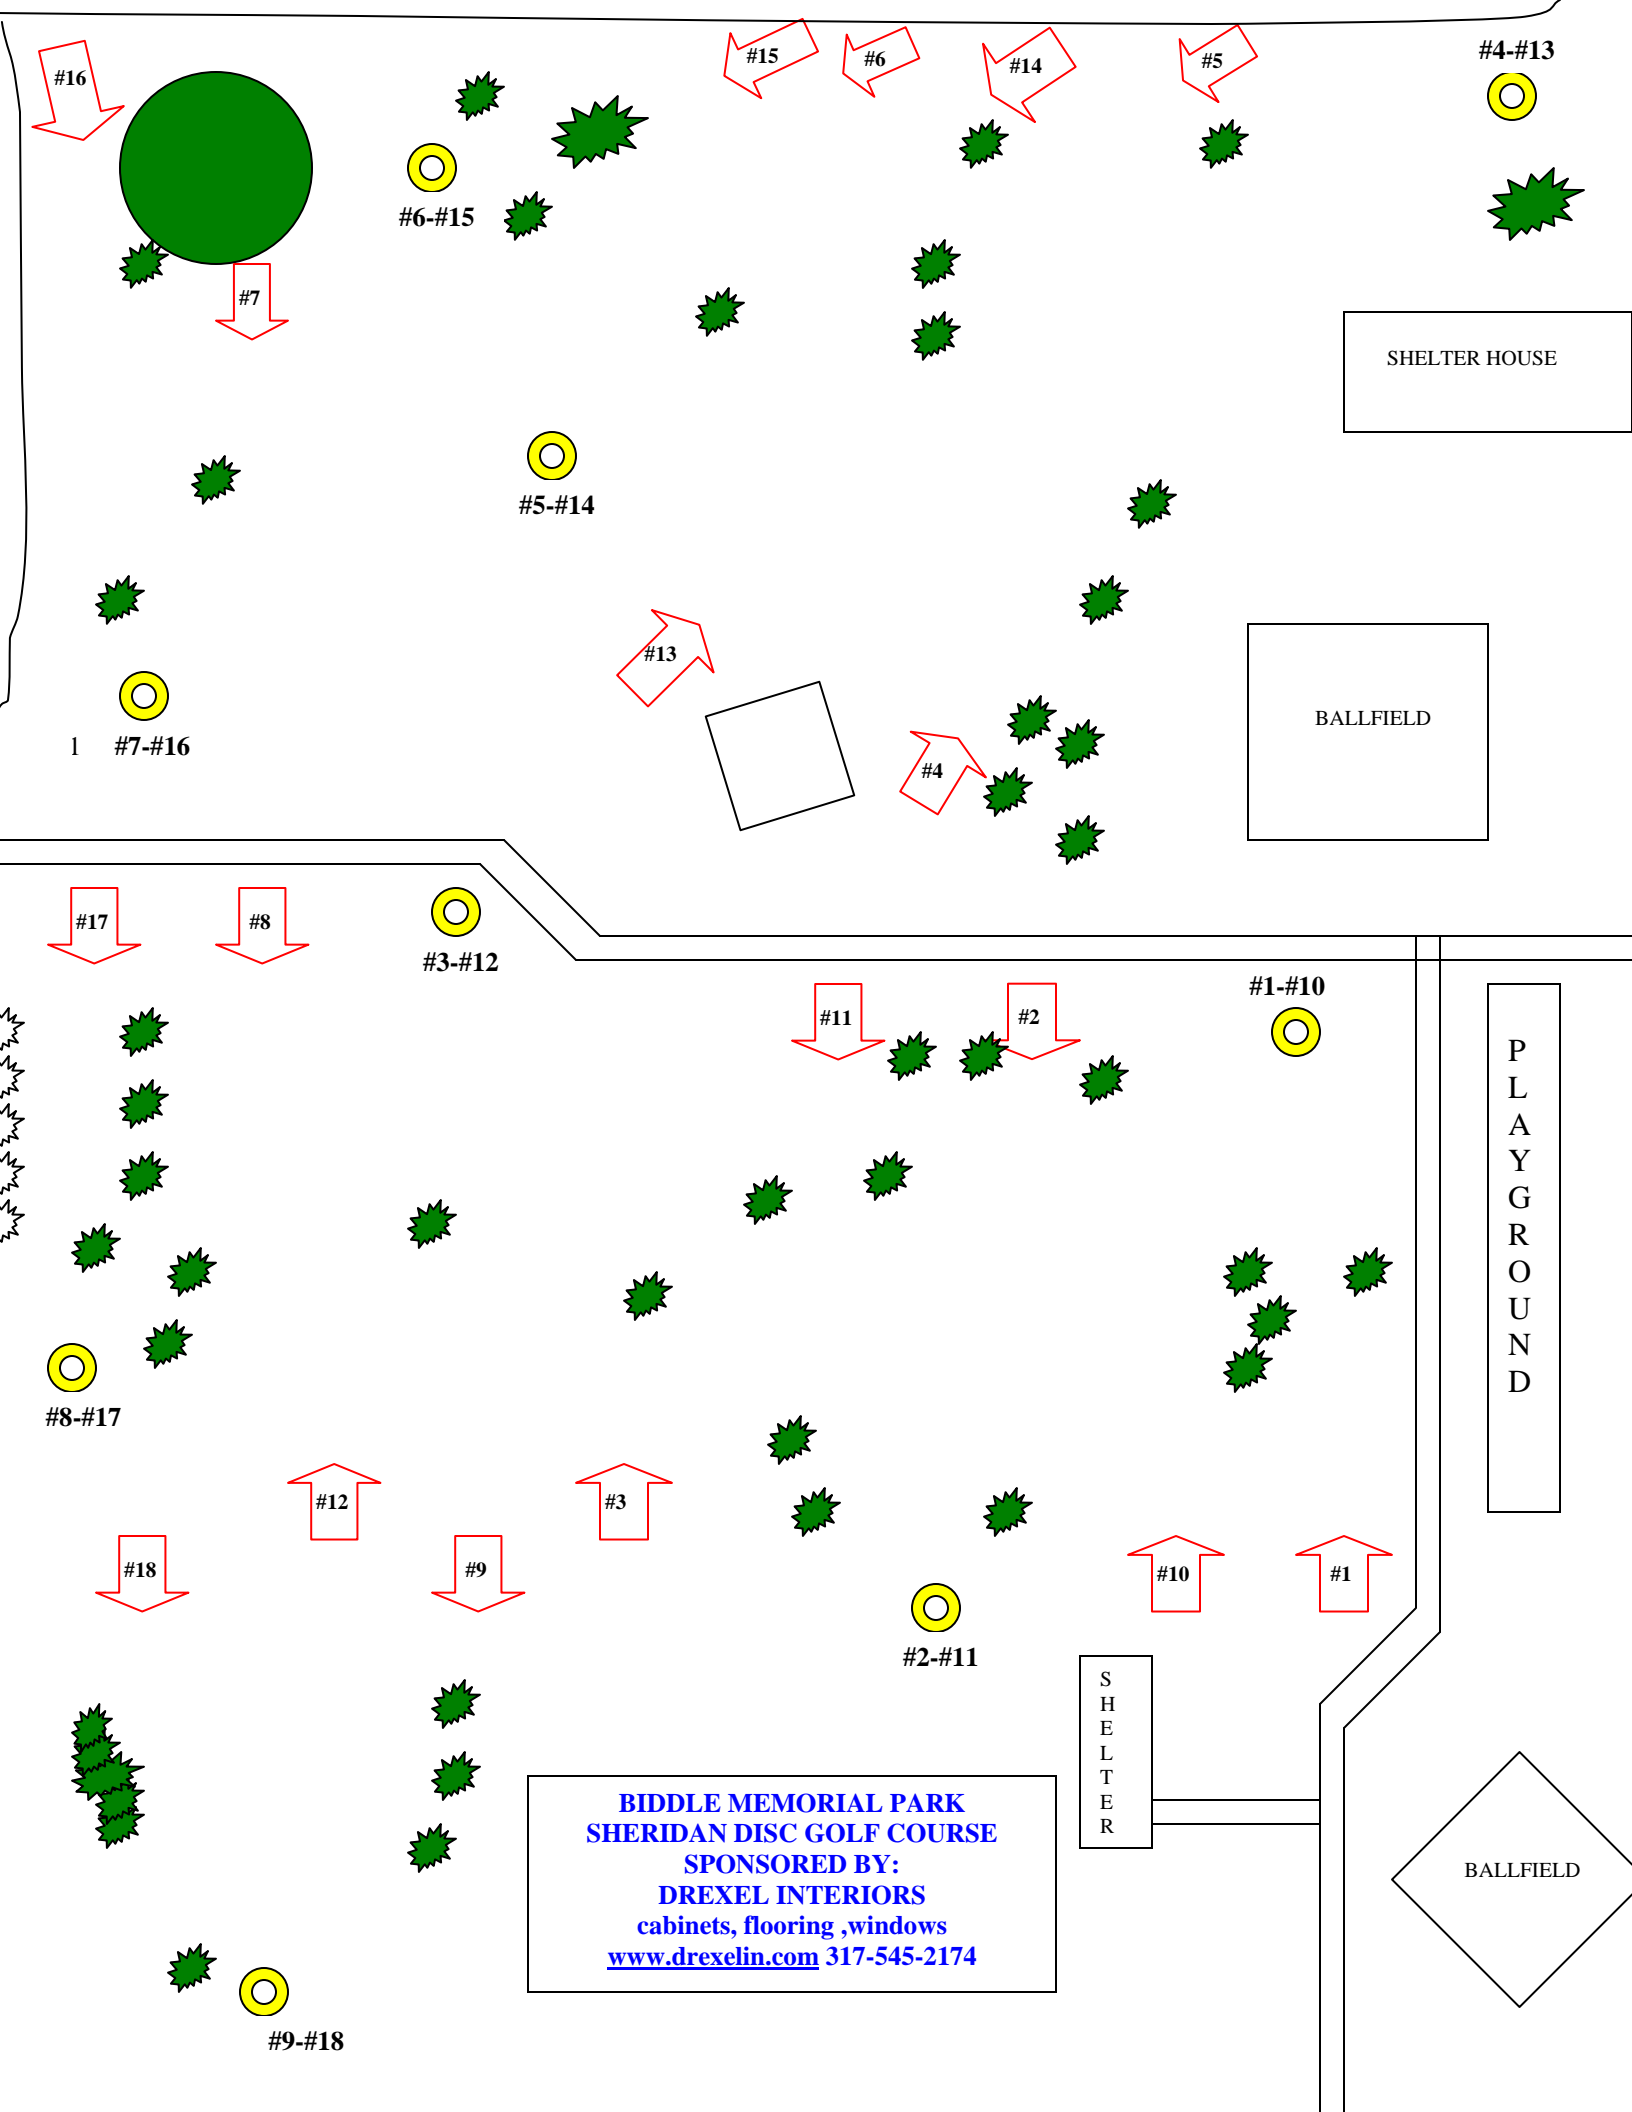 #16
#15
#6
#14
#5
#4-#13
#6-#15
#7
SHELTER HOUSE
#5-#14
#13
BALLFIELD
1 #7-#16
#4
#17
#8
#3-#12
#1-#10
#11
#2
P
L
A
Y
G
R
O
U
N
D
#8-#17
#12
#3
#18
#9
#10
#1
#2-#11
S
H
E
L
T
E
R
BIDDLE MEMORIAL PARK
SHERIDAN DISC GOLF COURSE
SPONSORED BY:
DREXEL INTERIORS
cabinets, flooring ,windows
www.drexelin.com 317-545-2174
BALLFIELD
#9-#18